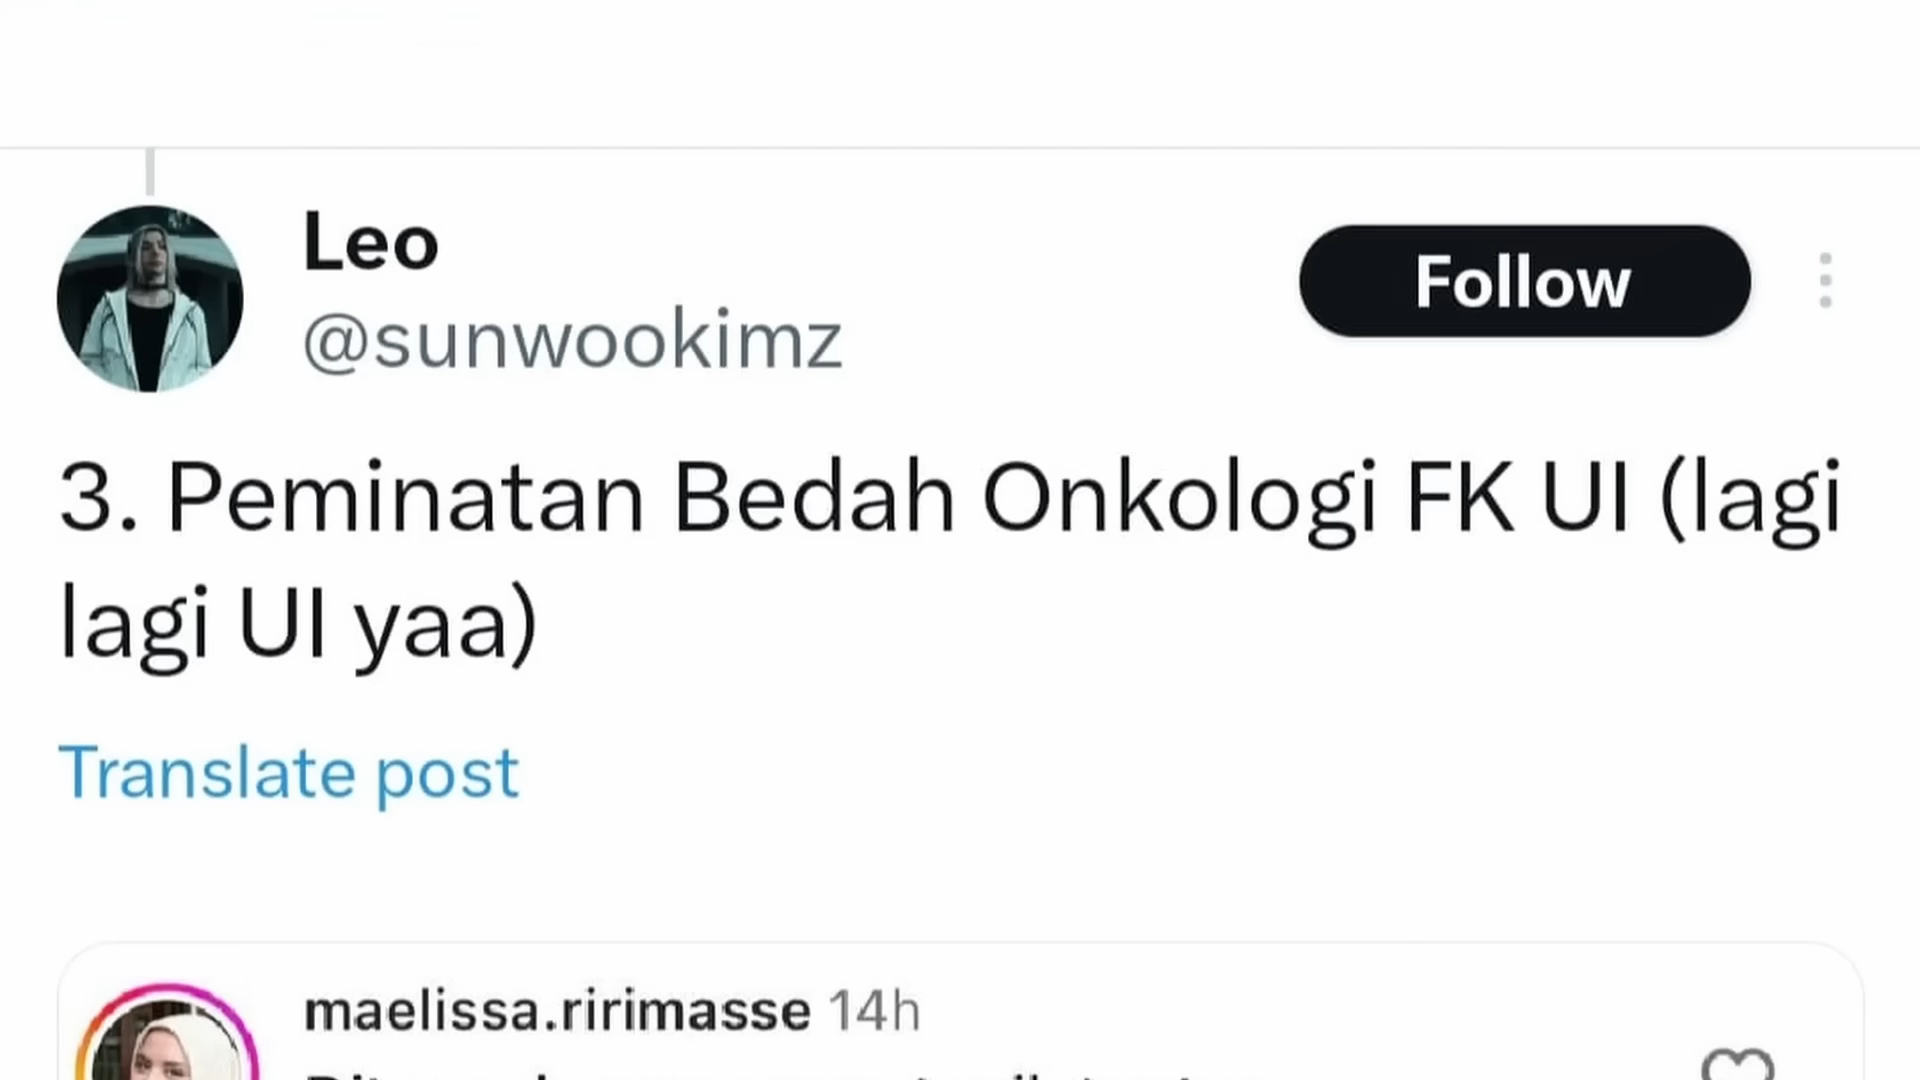 Leo
Follow
@sunwookimz
3. Peminatan Bedah Onkologi FK UI (lagi
lagi UI yaa)
Translate post
maelissa.ririmasse 14h